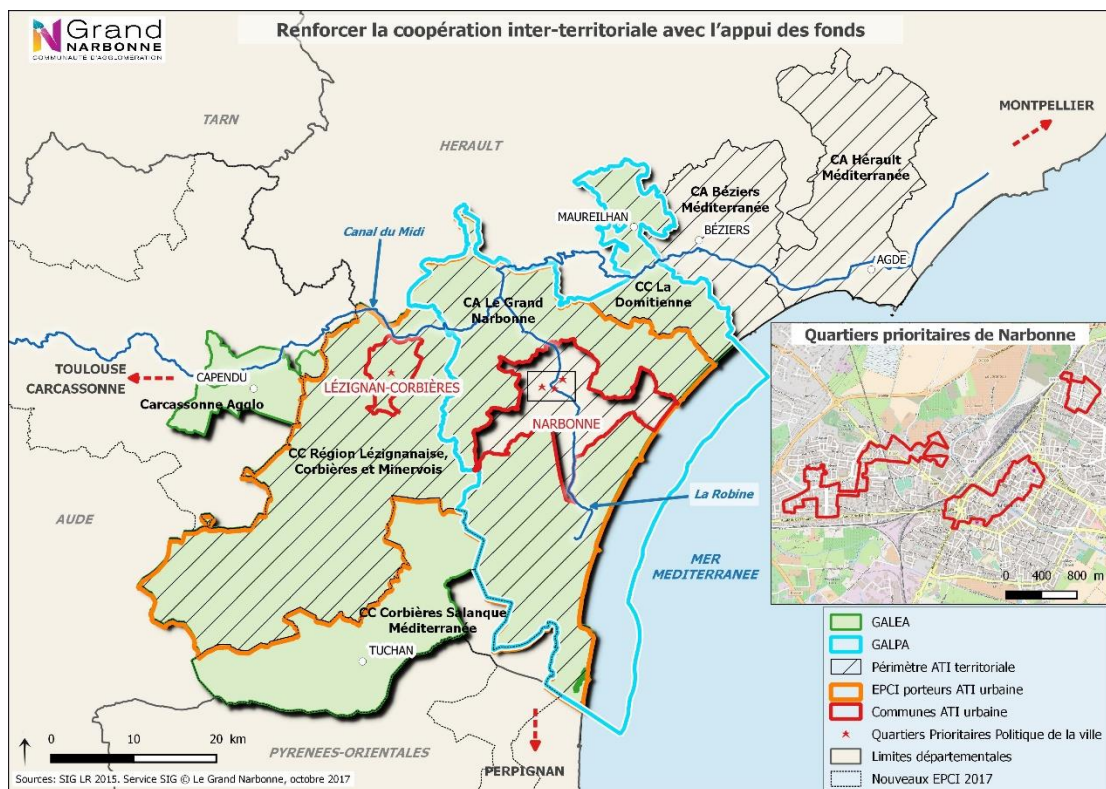 Grand
NARBONNE
COMMUNAUTÉ D'AGGLOMÉRATION
Renforcer la coopération inter-territoriale avec l'appui des fonds
TARN
HERAULT
MONTPELLIER
CA Hérault
Méditerranée
CA Béziers
Méditerranée
MAUREILHAN
BÉZIERS
AGDE
Canal du Midi
CC La
Domitienne
CA Le Grand
Narbonne
Quartiers prioritaires de Narbonne
TOULOUSE
CARCASSONNE
CAPENDU
Carcassonne Agglo
LÉZIGNAN-CORBIÈRES
NARBONNE
CC Région Lézignanaise,
Corbières et Minervois
La Robine
AUDE
MER
MEDITERRANEE
0 400 800 m
CC Corbières Salanque
Méditerranée
TUCHAN
GALEA
GALPA
Périmètre ATI territoriale
EPCI porteurs ATI urbaine
Communes ATI urbaine
Quartiers Prioritaires Politique de la ville
Limites départementales
Nouveaux EPCI 2017
0 10 20 km
PYRENEES-ORIENTALES
PERPIGNAN
Sources: SIG LR 2015. Service SIG © Le Grand Narbonne, octobre 2017